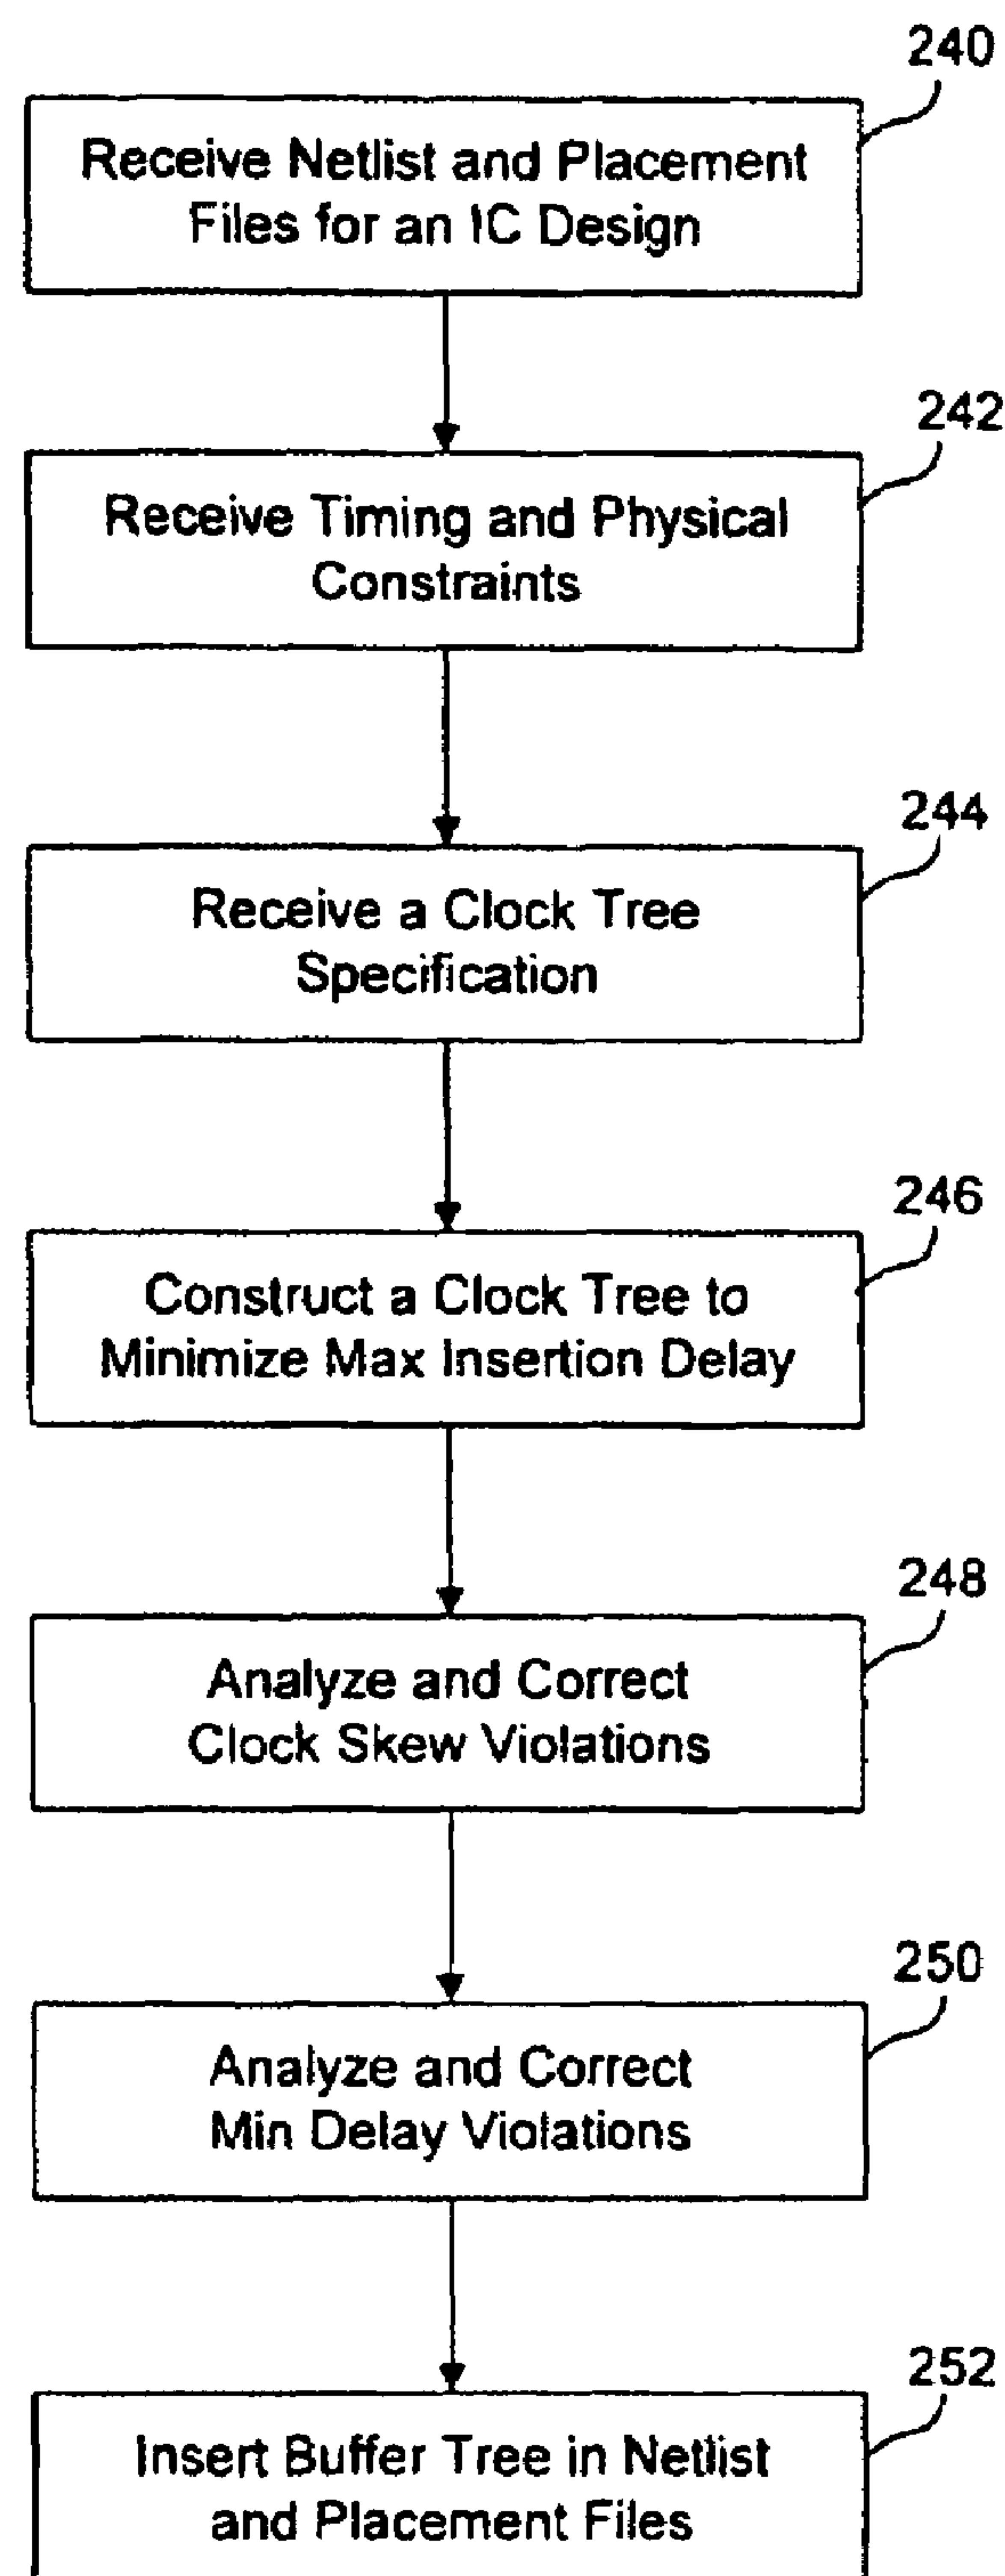 240
Receive Netlist and Placement
Files for an IC Design
242
Receive Timing and Physical
Constraints
244
Receive a Clock Tree
Specification
246
Construct a Clock Tree to
Minimize Max Insertion Delay
248
Analyze and Correct
Clock Skew Violations
250
Analyze and Correct
Min Delay Violations
252
Insert Buffer Tree in Netlist
and Placement Files